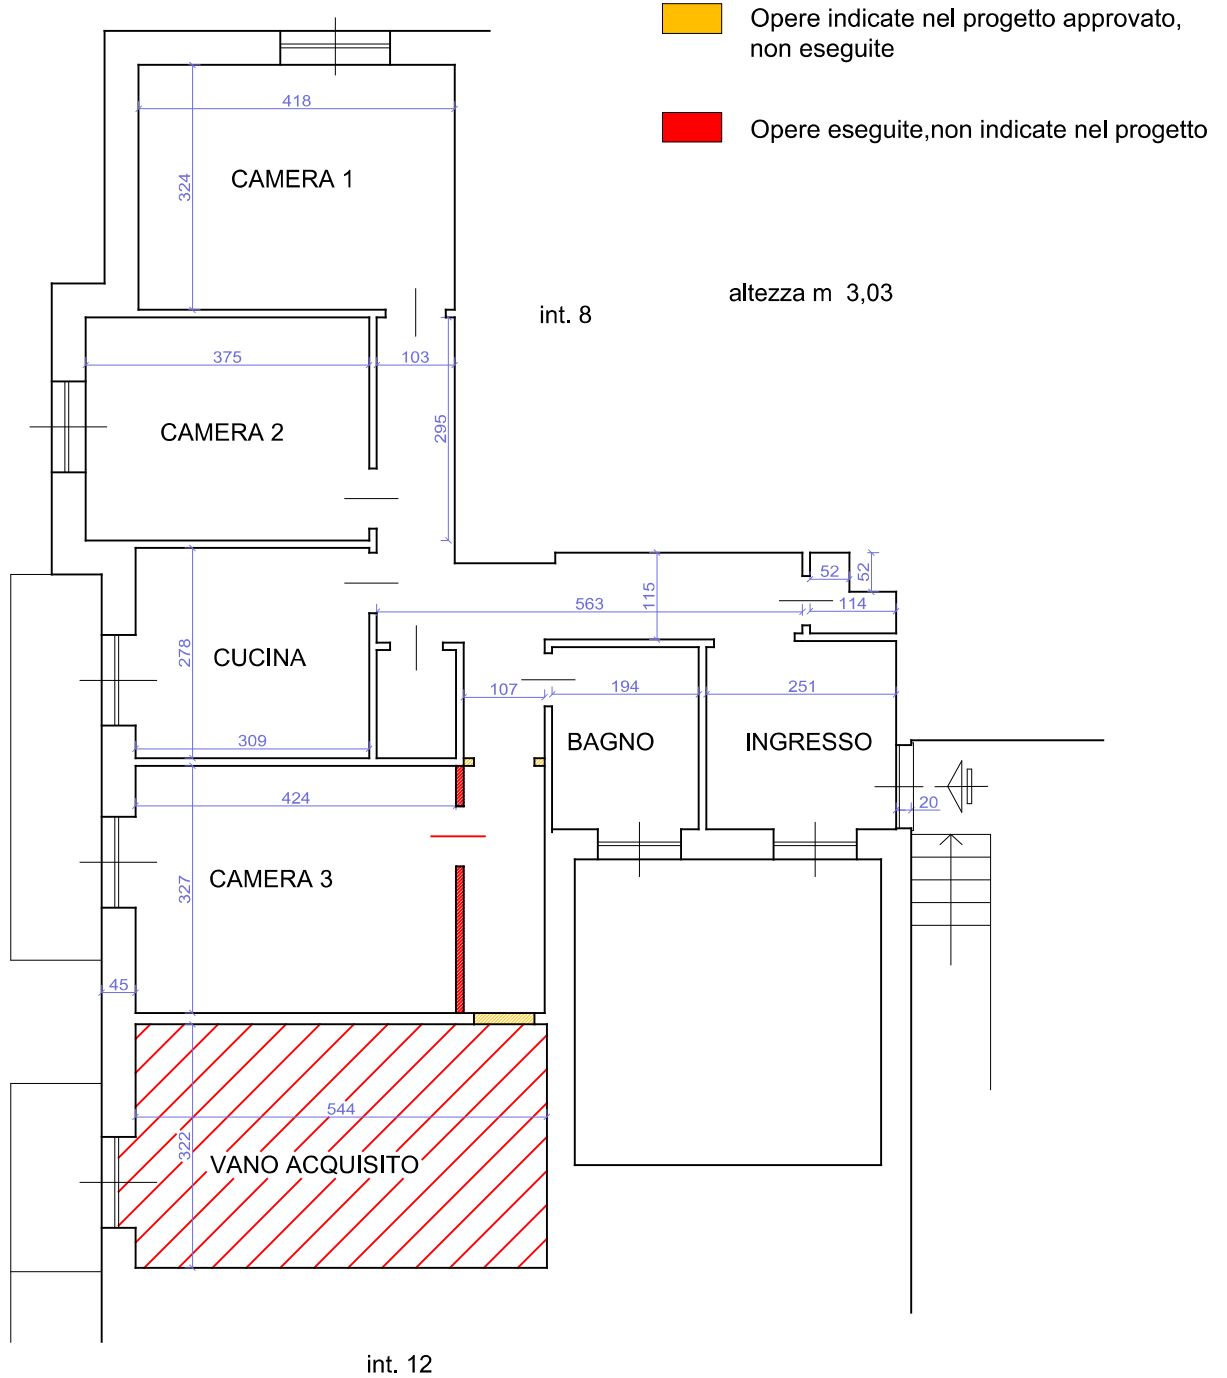 Opere indicate nel progetto approvato,
non eseguite
Opere eseguite,non indicate nel progetto
418
324
CAMERA 1
altezza m 3,03
int. 8
375
103
295
CAMERA 2
52
52
115
563
114
278
CUCINA
107
194
251
309
BAGNO
INGRESSO
424
20
327
CAMERA 3
45
544
322
VANO ACQUISITO
int. 12